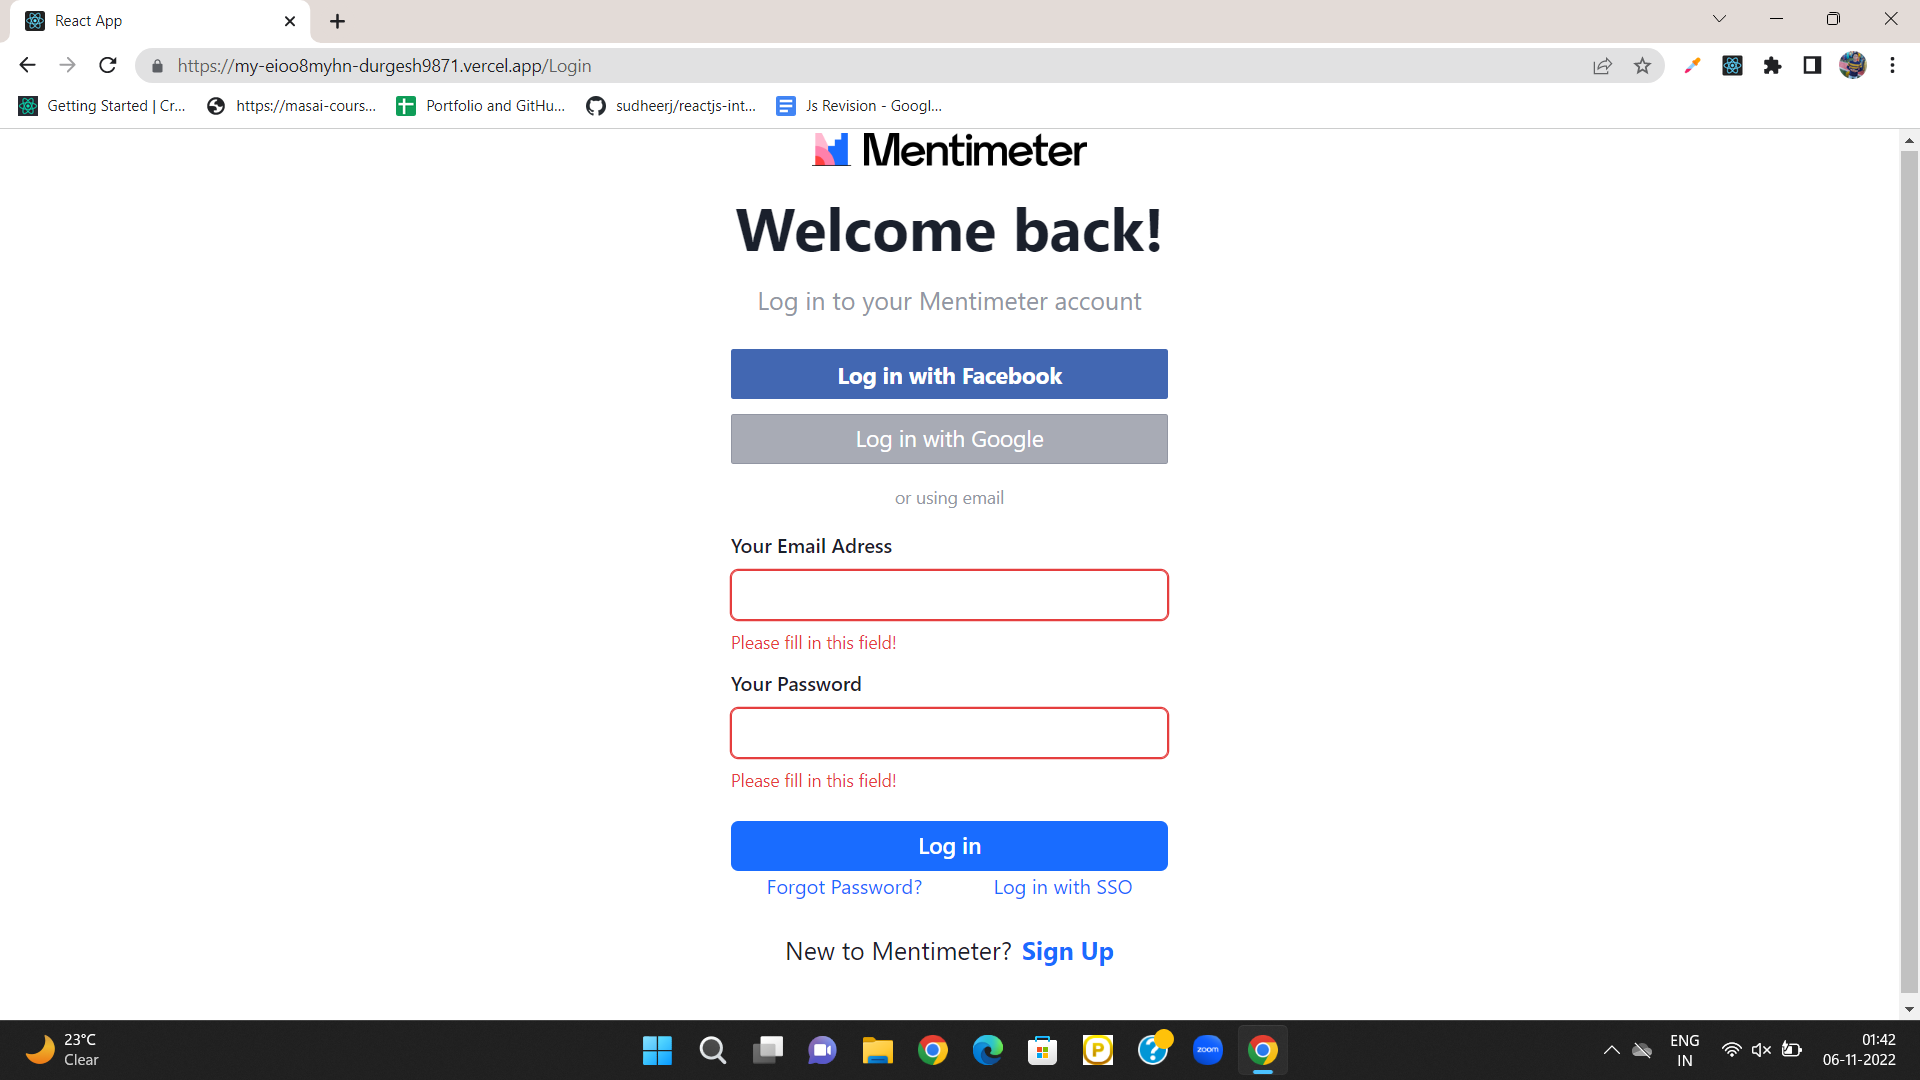 React App
https://my-eioo8myhn-durgesh9871.vercel.app/Login
Getting Started | Cr... https://masai-cours... Portfolio and GitHu... sudheerj/reactjs-int... Js Revision - Googl...
Mentimeter
Welcome back!
Log in to your Mentimeter account
Log in with Facebook
Log in with Google
or using email
Your Email Adress
Please fill in this field!
Your Password
Please fill in this field!
Log in
Forgot Password? Log in with SSO
New to Mentimeter? Sign Up
23°C
Clear
P
?
zoom
ENG
IN
01:42
06-11-2022